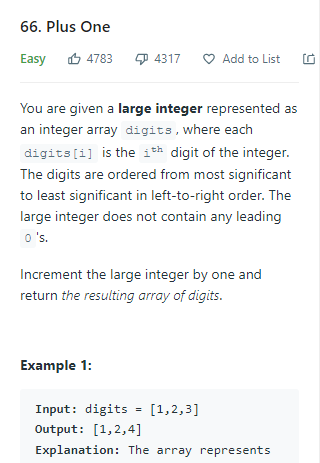 66. Plus One
Easy 4783 4317 Add to List
You are given a large integer represented as
an integer array digits, where each
digits[i] is the ith digit of the integer.
The digits are ordered from most significant
to least significant in left-to-right order. The
large integer does not contain any leading
0 's.
Increment the large integer by one and
return the resulting array of digits.
Example 1:
Input: digits = [1,2,3]
Output: [1,2,4]
Explanation: The array represents